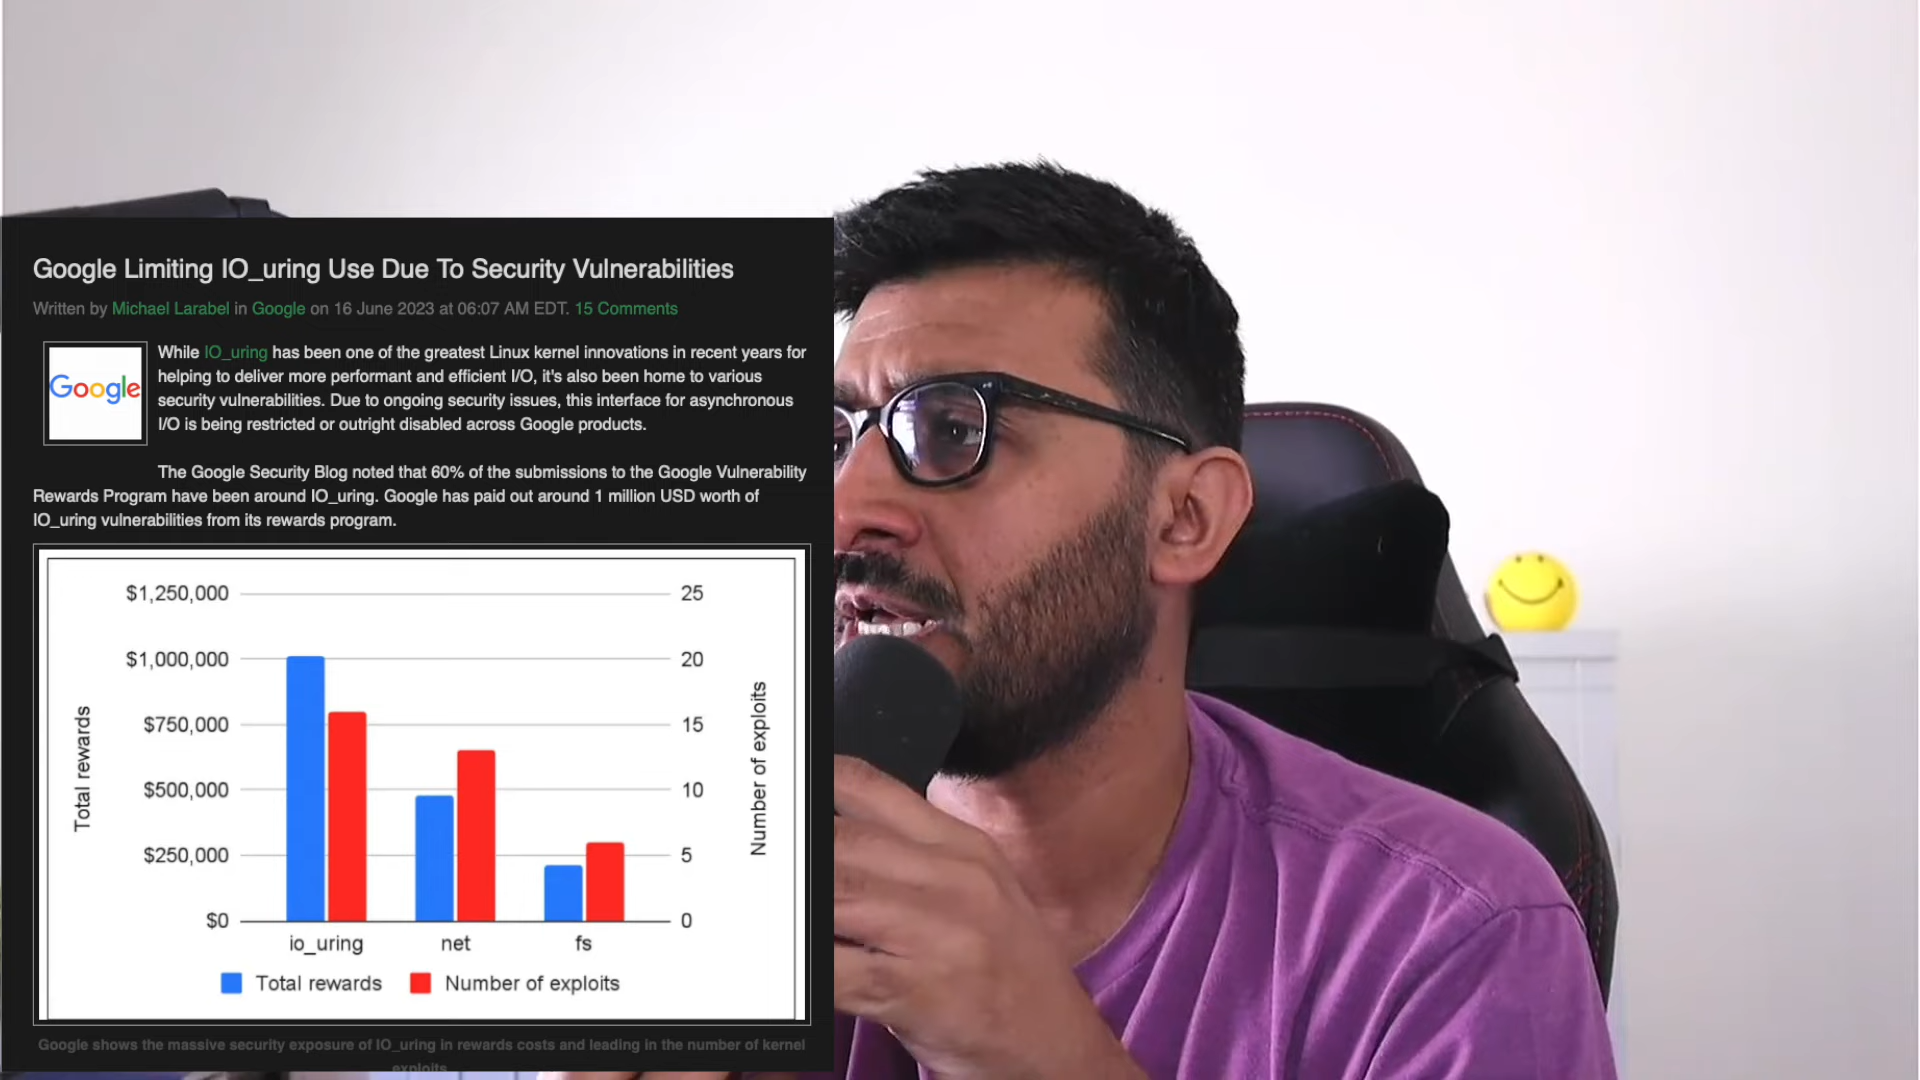 Google Limiting IO_uring Use Due To Security Vulnerabilities
Written by Michael Larabel in Google on 16 June 2023 at 06:07 AM EDT. 15 Comments
Google
While IO_uring has been one of the greatest Linux kernel innovations in recent years for
helping to deliver more performant and efficient I/O, it's also been home to various
security vulnerabilities. Due to ongoing security issues, this interface for asynchronous
I/O is being restricted or outright disabled across Google products.
The Google Security Blog noted that 60% of the submissions to the Google Vulnerability
Rewards Program have been around IO_uring. Google has paid out around 1 million USD worth of
IO_uring vulnerabilities from its rewards program.
$1,250,000
25
$1,000,000
20
$750,000
15
$500,000
10
$250,000
5
$0
0
Total rewards
Number of exploits
io_uring
net
fs
Total rewards
Number of exploits
Google shows the massive security exposure of IO_uring in rewards costs and leading in the number of kernel
exploits